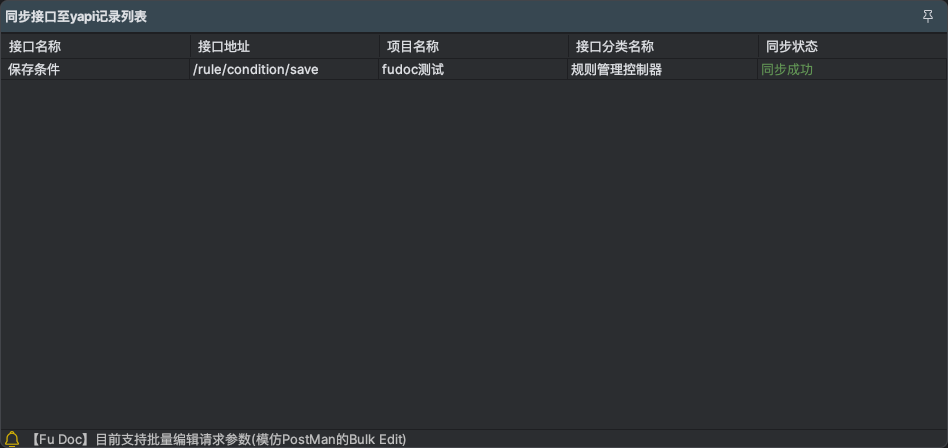 同步接口至yapi记录列表
接口名称 接口地址 项目名称 接口分类名称 同步状态
保存条件 /rule/condition/save fudoc测试 规则管理控制器 同步成功
【Fu Doc】目前支持批量编辑请求参数(模仿PostMan的Bulk Edit)